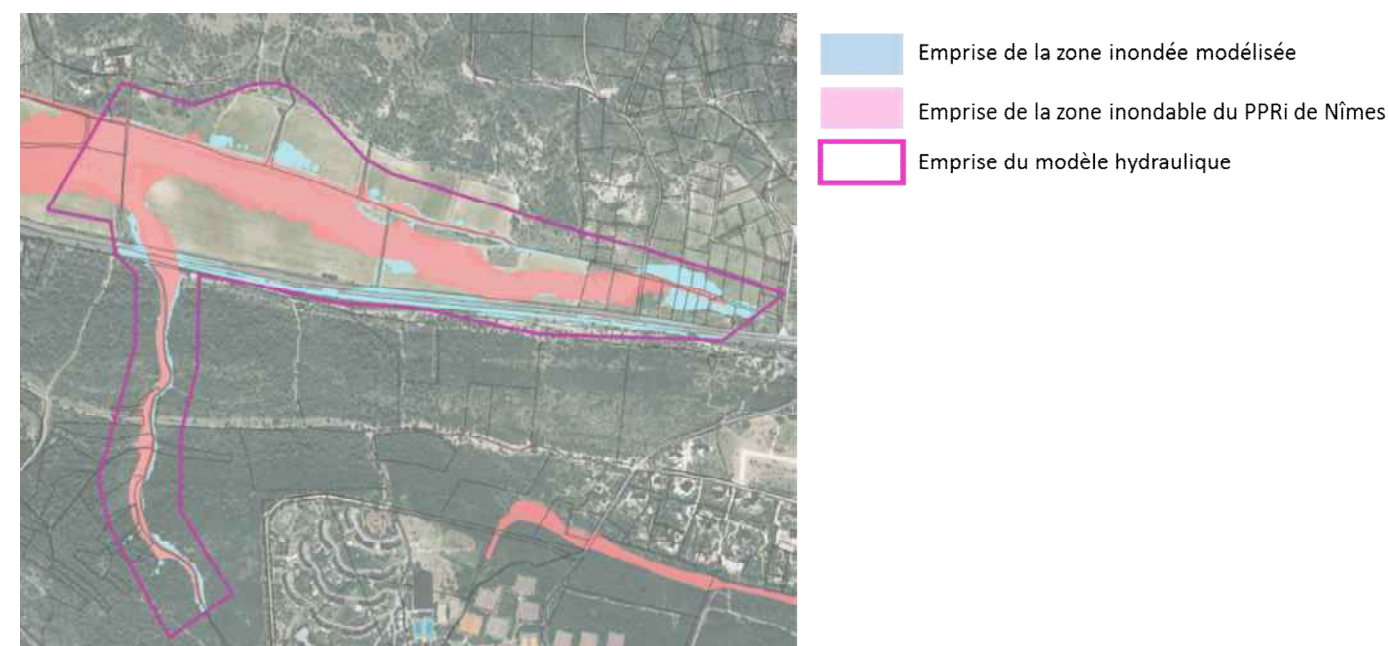 Emprise de la zone inondée modélisée
Emprise de la zone inondable du PPRi de Nîmes
Emprise du modèle hydraulique